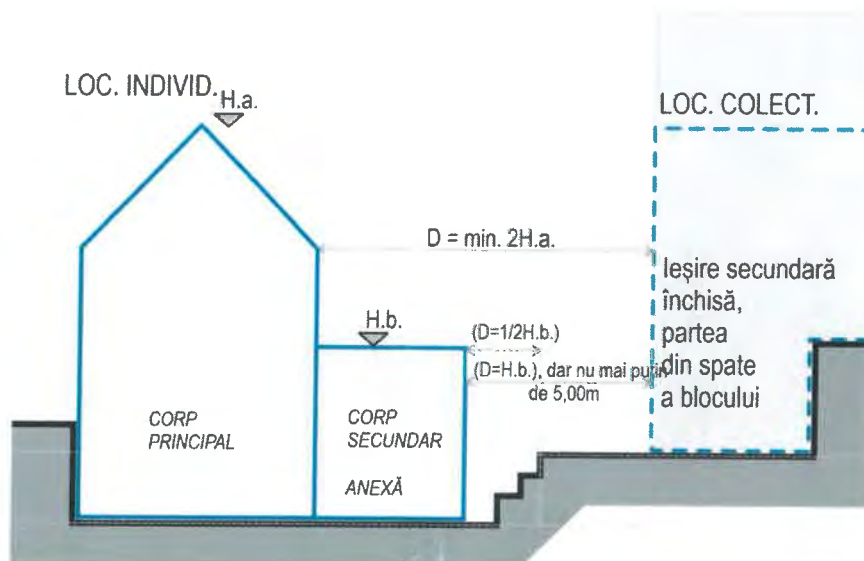 LOC. INDIVID.
H.a.
LOC. COLECT.
D = min. 2H.a.
Ieșire secundară
închisă,
partea
din spate
a blocului
H.b.
(D=1/2H.b.)
(D=H.b.), dar nu mai puțin
de 5,00m
CORP
PRINCIPAL
CORP
SECUNDAR
ANEXĂ